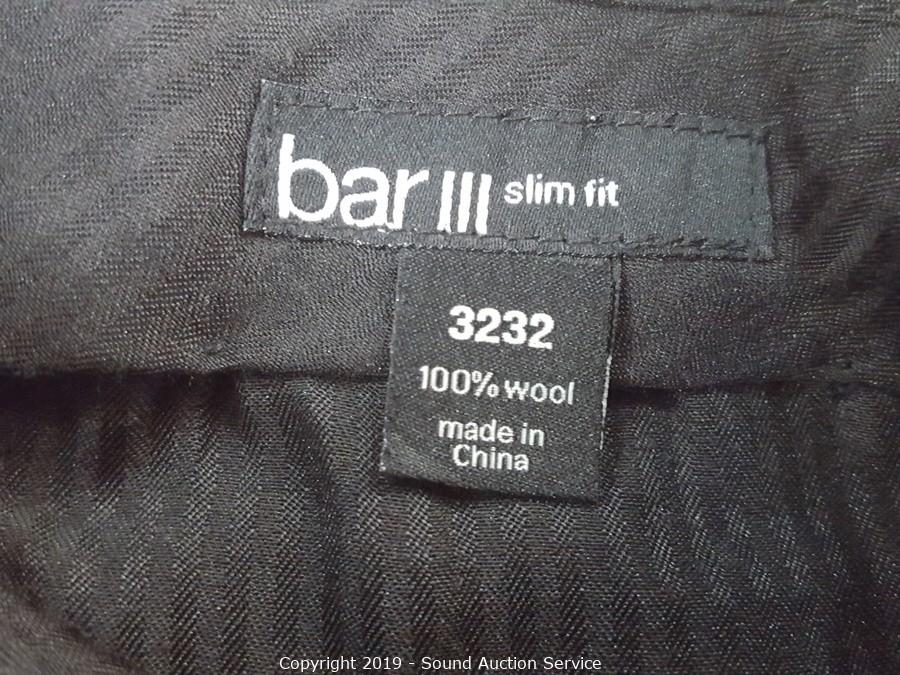 bar III slim fit
3232
100% wool
made in
China
Copyright 2019 - Sound Auction Service